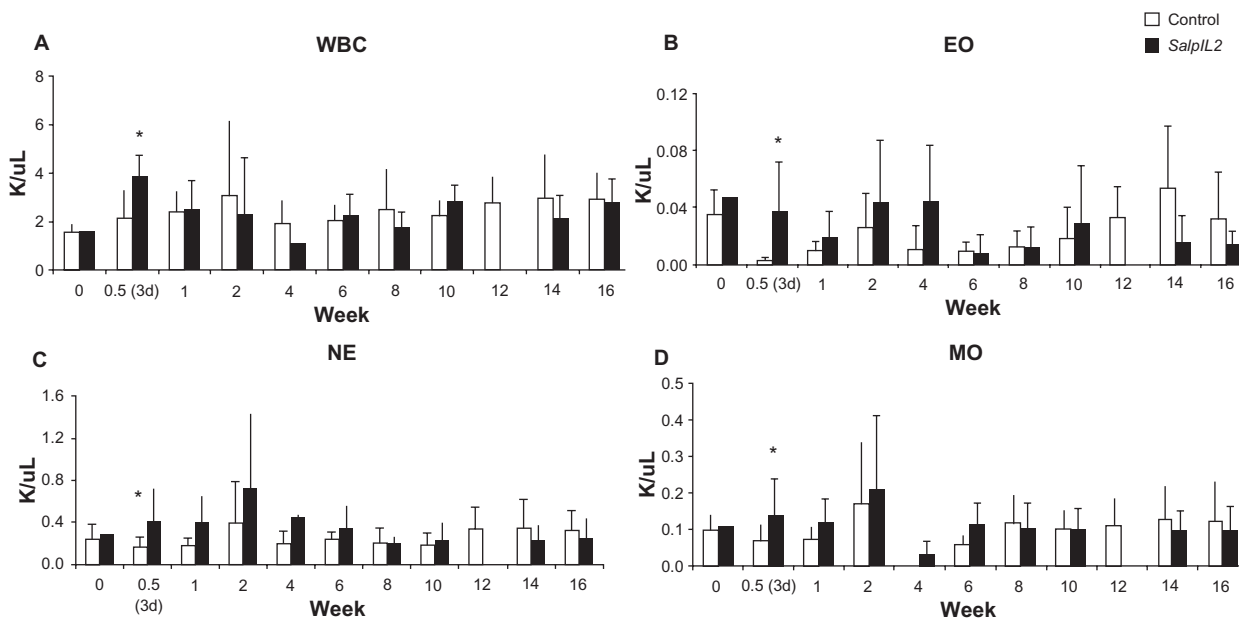 Control
SalpIL2
A
WBC
K/uL
8
6
4
2
0
*
0 0.5 (3d) 1 2 4 6 8 10 12 14 16
Week
B
EO
K/uL
0.12
0.08
0.04
0.00
*
0 0.5 (3d) 1 2 4 6 8 10 12 14 16
Week
C
NE
K/uL
1.6
1.2
0.8
0.4
0.0
*
0 0.5 1 2 4 6 8 10 12 14 16
(3d)
Week
D
MO
K/uL
0.5
0.4
0.3
0.2
0.1
0.0
*
0 0.5 (3d) 1 2 4 6 8 10 12 14 16
Week